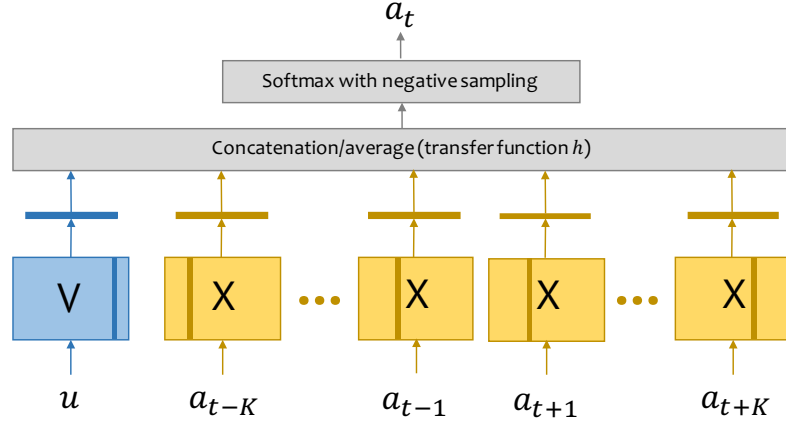 a_t
Softmax with negative sampling
Concatenation/average (transfer function h)
V X X X X
u a_{t−K} a_{t−1} a_{t+1} a_{t+K}